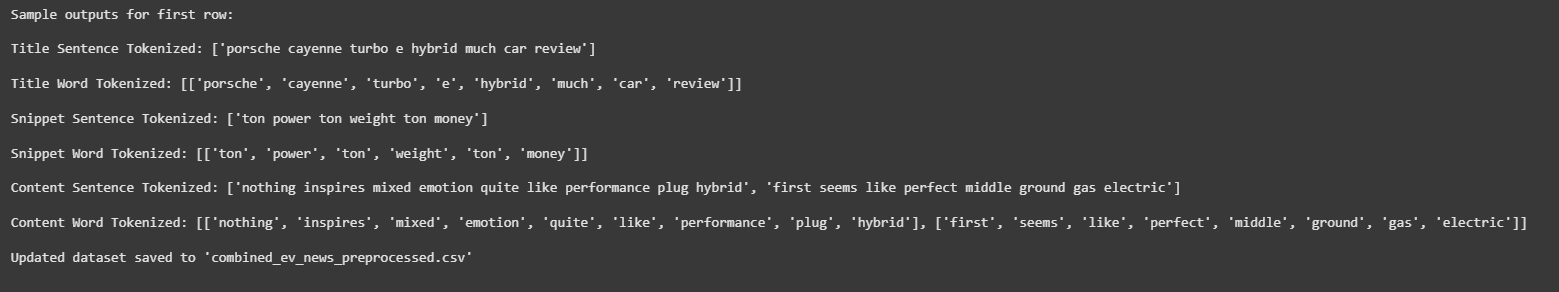 Sample outputs for first row:
Title Sentence Tokenized: ['porsche cayenne turbo e hybrid much car review']
Title Word Tokenized: [['porsche', 'cayenne', 'turbo', 'e', 'hybrid', 'much', 'car', 'review']]
Snippet Sentence Tokenized: ['ton power ton weight ton money']
Snippet Word Tokenized: [['ton', 'power', 'ton', 'weight', 'ton', 'money']]
Content Sentence Tokenized: ['nothing inspires mixed emotion quite like performance plug hybrid', 'first seems like perfect middle ground gas electric']
Content Word Tokenized: [['nothing', 'inspires', 'mixed', 'emotion', 'quite', 'like', 'performance', 'plug', 'hybrid'], ['first', 'seems', 'like', 'perfect', 'middle', 'ground', 'gas', 'electric']]
Updated dataset saved to 'combined_ev_news_preprocessed.csv'